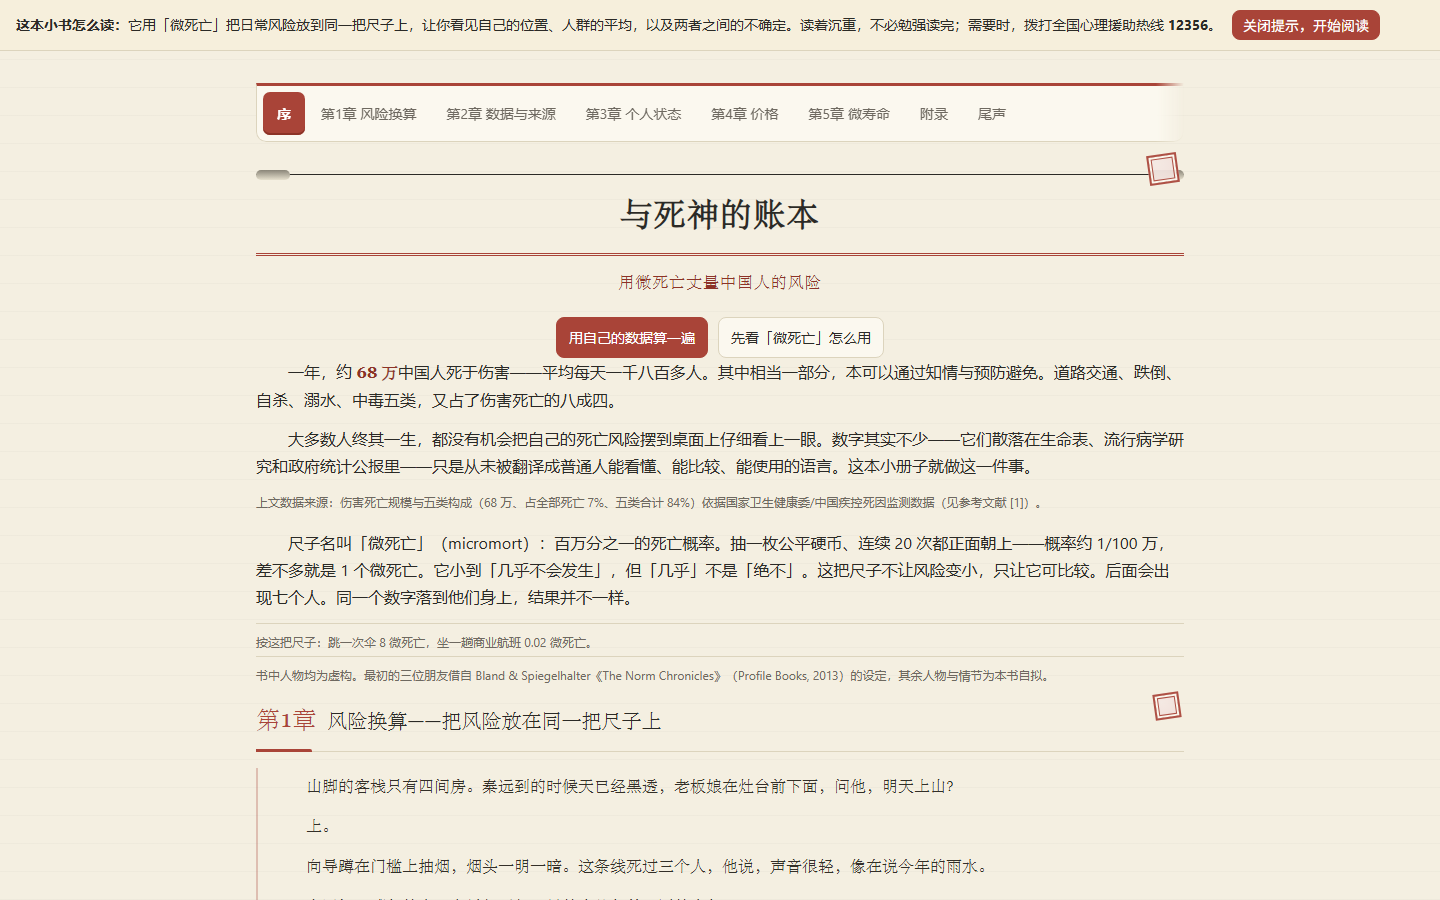 这本小书怎么读：它用「微死亡」把日常风险放到同一把尺子上，让你看见自己的位置、人群的平均，以及两者之间的不确定。读着沉重，不必勉强读完；需要时，拨打全国心理援助热线 12356。 关闭提示，开始阅读
序 第1章 风险换算 第2章 数据与来源 第3章 个人状态 第4章 价格 第5章 微寿命 附录 尾声
与死神的账本
用微死亡丈量中国人的风险
用自己的数据算一遍 先看「微死亡」怎么用
一年，约 68 万中国人死于伤害——平均每天一千八百多人。其中相当一部分，本可以通过知情与预防避免。道路交通、跌倒、
自杀、溺水、中毒五类，又占了伤害死亡的八成四。
大多数人终其一生，都没有机会把自己的死亡风险摆到桌面上仔细看上一眼。数字其实不少——它们散落在生命表、流行病学研
究和政府统计公报里——只是从未被翻译成普通人能看懂、能比较、能使用的语言。这本小册子就做这一件事。
上文数据来源：伤害死亡规模与五类构成（68 万、占全部死亡 7%、五类合计 84%）依据国家卫生健康委/中国疾控死因监测数据（见参考文献 [1]）。
尺子名叫「微死亡」（micromort）：百万分之一的死亡概率。抽一枚公平硬币、连续 20 次都正面朝上——概率约 1/100 万，
差不多就是 1 个微死亡。它小到「几乎不会发生」，但「几乎」不是「绝不」。这把尺子不让风险变小，只让它可比较。后面会出
现七个人。同一个数字落到他们身上，结果并不一样。
按这把尺子：跳一次伞 8 微死亡，坐一趟商业航班 0.02 微死亡。
书中人物均为虚构。最初的三位朋友借自 Bland & Spiegelhalter《The Norm Chronicles》（Profile Books, 2013）的设定，其余人物与情节为本书自拟。
第1章 风险换算——把风险放在同一把尺子上
山脚的客栈只有四间房。秦远到的时候天已经黑透，老板娘在灶台前下面，问他，明天上山？
上。
向导蹲在门槛上抽烟，烟头一明一暗。这条线死过三个人，他说，声音很轻，像在说今年的雨水。